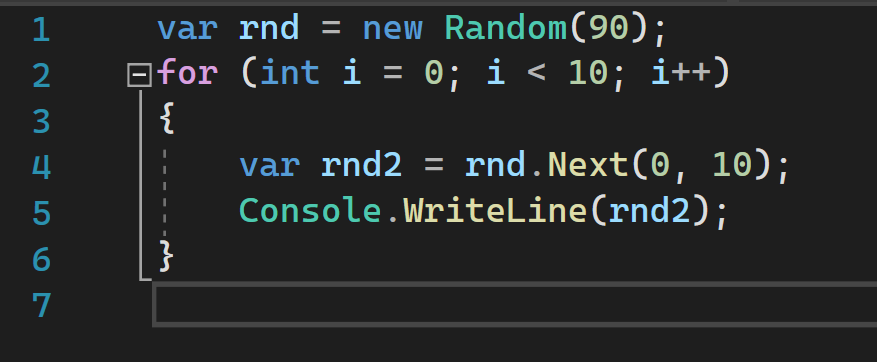 1 var rnd = new Random(90);
2 for (int i = 0; i < 10; i++)
3 {
4     var rnd2 = rnd.Next(0, 10);
5     Console.WriteLine(rnd2);
6 }
7